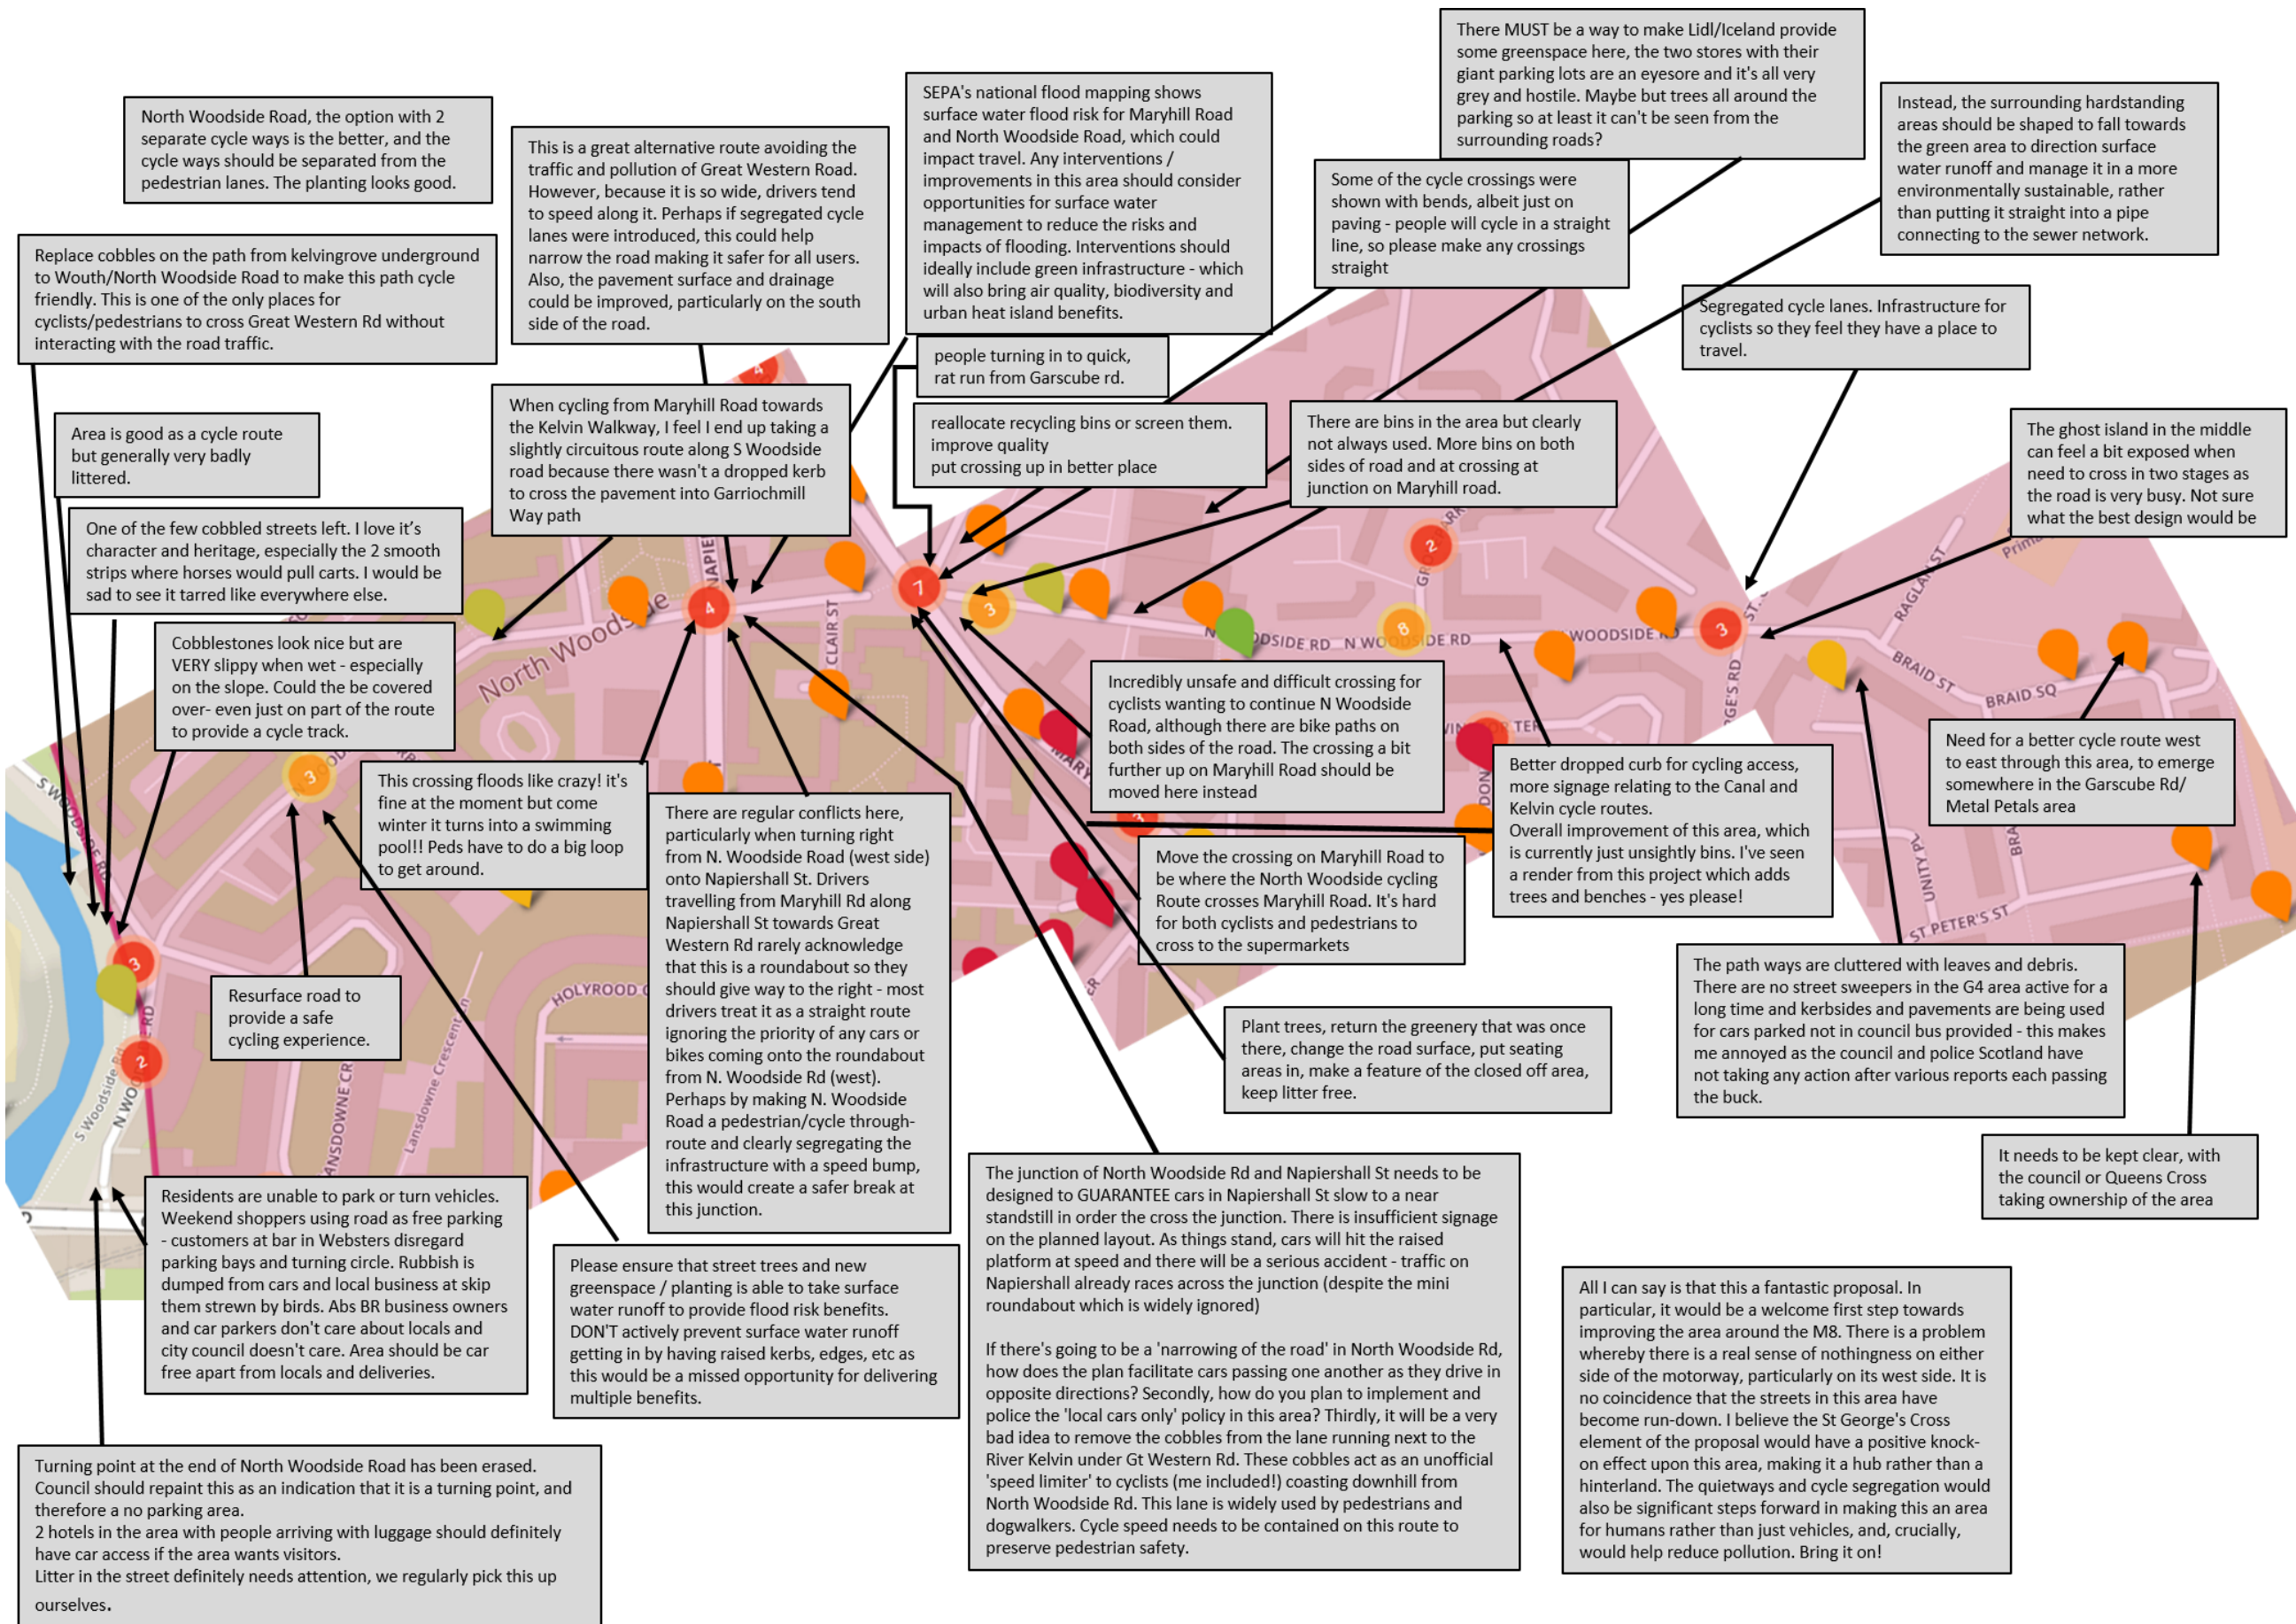 There MUST be a way to make Lidl/Iceland provide
some greenspace here, the two stores with their
giant parking lots are an eyesore and it's all very
grey and hostile. Maybe but trees all around the
parking so at least it can't be seen from the
surrounding roads?
North Woodside Road, the option with 2
separate cycle ways is the better, and the
cycle ways should be separated from the
pedestrian lanes. The planting looks good.
This is a great alternative route avoiding the
traffic and pollution of Great Western Road.
However, because it is so wide, drivers tend
to speed along it. Perhaps if segregated cycle
lanes were introduced, this could help
narrow the road making it safer for all users.
Also, the pavement surface and drainage
could be improved, particularly on the south
side of the road.
SEPA's national flood mapping shows
surface water flood risk for Maryhill Road
and North Woodside Road, which could
impact travel. Any interventions /
improvements in this area should consider
opportunities for surface water
management to reduce the risks and
impacts of flooding. Interventions should
ideally include green infrastructure - which
will also bring air quality, biodiversity and
urban heat island benefits.
Some of the cycle crossings were
shown with bends, albeit just on
paving - people will cycle in a straight
line, so please make any crossings
straight
Instead, the surrounding hardstanding
areas should be shaped to fall towards
the green area to direction surface
water runoff and manage it in a more
environmentally sustainable, rather
than putting it straight into a pipe
connecting to the sewer network.
Replace cobbles on the path from kelvingrove underground
to Wouth/North Woodside Road to make this path cycle
friendly. This is one of the only places for
cyclists/pedestrians to cross Great Western Rd without
interacting with the road traffic.
Segregated cycle lanes. Infrastructure for
cyclists so they feel they have a place to
travel.
people turning in to quick,
rat run from Garscube rd.
When cycling from Maryhill Road towards
the Kelvin Walkway, I feel I end up taking a
slightly circuitous route along S Woodside
road because there wasn't a dropped kerb
to cross the pavement into Garriochmill
Way path
reallocate recycling bins or screen them.
improve quality
put crossing up in better place
There are bins in the area but clearly
not always used. More bins on both
sides of road and at crossing at
junction on Maryhill road.
The ghost island in the middle
can feel a bit exposed when
need to cross in two stages as
the road is very busy. Not sure
what the best design would be
Area is good as a cycle route
but generally very badly
littered.
One of the few cobbled streets left. I love it's
character and heritage, especially the 2 smooth
strips where horses would pull carts. I would be
sad to see it tarred like everywhere else.
Cobblestones look nice but are
VERY slippy when wet - especially
on the slope. Could the be covered
over- even just on part of the route
to provide a cycle track.
This crossing floods like crazy! it's
fine at the moment but come
winter it turns into a swimming
pool!! Peds have to do a big loop
to get around.
There are regular conflicts here,
particularly when turning right
from N. Woodside Road (west side)
onto Napiershall St. Drivers
travelling from Maryhill Rd along
Napiershall St towards Great
Western Rd rarely acknowledge
that this is a roundabout so they
should give way to the right - most
drivers treat it as a straight route
ignoring the priority of any cars or
bikes coming onto the roundabout
from N. Woodside Rd (west).
Perhaps by making N. Woodside
Road a pedestrian/cycle through-
route and clearly segregating the
infrastructure with a speed bump,
this would create a safer break at
this junction.
Incredibly unsafe and difficult crossing for
cyclists wanting to continue N Woodside
Road, although there are bike paths on
both sides of the road. The crossing a bit
further up on Maryhill Road should be
moved here instead
Better dropped curb for cycling access,
more signage relating to the Canal and
Kelvin cycle routes.
Overall improvement of this area, which
is currently just unsightly bins. I've seen
a render from this project which adds
trees and benches - yes please!
Need for a better cycle route west
to east through this area, to emerge
somewhere in the Garscube Rd/
Metal Petals area
Move the crossing on Maryhill Road to
be where the North Woodside cycling
Route crosses Maryhill Road. It's hard
for both cyclists and pedestrians to
cross to the supermarkets
The path ways are cluttered with leaves and debris.
There are no street sweepers in the G4 area active for a
long time and kerbsides and pavements are being used
for cars parked not in council bus provided - this makes
me annoyed as the council and police Scotland have
not taking any action after various reports each passing
the buck.
Resurface road to
provide a safe
cycling experience.
Plant trees, return the greenery that was once
there, change the road surface, put seating
areas in, make a feature of the closed off area,
keep litter free.
It needs to be kept clear, with
the council or Queens Cross
taking ownership of the area
Residents are unable to park or turn vehicles.
Weekend shoppers using road as free parking
- customers at bar in Websters disregard
parking bays and turning circle. Rubbish is
dumped from cars and local business at skip
them strewn by birds. Abs BR business owners
and car parkers don't care about locals and
city council doesn't care. Area should be car
free apart from locals and deliveries.
Please ensure that street trees and new
greenspace / planting is able to take surface
water runoff to provide flood risk benefits.
DON'T actively prevent surface water runoff
getting in by having raised kerbs, edges, etc as
this would be a missed opportunity for delivering
multiple benefits.
The junction of North Woodside Rd and Napiershall St needs to be
designed to GUARANTEE cars in Napiershall St slow to a near
standstill in order the cross the junction. There is insufficient signage
on the planned layout. As things stand, cars will hit the raised
platform at speed and there will be a serious accident - traffic on
Napiershall already races across the junction (despite the mini
roundabout which is widely ignored)
If there's going to be a 'narrowing of the road' in North Woodside Rd,
how does the plan facilitate cars passing one another as they drive in
opposite directions? Secondly, how do you plan to implement and
police the 'local cars only' policy in this area? Thirdly, it will be a very
bad idea to remove the cobbles from the lane running next to the
River Kelvin under Gt Western Rd. These cobbles act as an unofficial
'speed limiter' to cyclists (me included!) coasting downhill from
North Woodside Rd. This lane is widely used by pedestrians and
dogwalkers. Cycle speed needs to be contained on this route to
preserve pedestrian safety.
All I can say is that this a fantastic proposal. In
particular, it would be a welcome first step towards
improving the area around the M8. There is a problem
whereby there is a real sense of nothingness on either
side of the motorway, particularly on its west side. It is
no coincidence that the streets in this area have
become run-down. I believe the St George's Cross
element of the proposal would have a positive knock-
on effect upon this area, making it a hub rather than a
hinterland. The quietways and cycle segregation would
also be significant steps forward in making this an area
for humans rather than just vehicles, and, crucially,
would help reduce pollution. Bring it on!
Turning point at the end of North Woodside Road has been erased.
Council should repaint this as an indication that it is a turning point, and
therefore a no parking area.
2 hotels in the area with people arriving with luggage should definitely
have car access if the area wants visitors.
Litter in the street definitely needs attention, we regularly pick this up
ourselves.
North Woodside
NAPIE
CLAIR ST
N WOODSIDE RD
WOODSIDE RD
RAGLAN ST
BRAID ST
BRAID SQ
UNITY PL
ST PETER'S ST
S WOODSIDE RD
S Woodside Rd
HOLYROOD
Lansdowne Crescent Ln
ANSDOWNE CR
GE'S RD
MARY
4
4
7
3
2
8
3
3
3
3
2